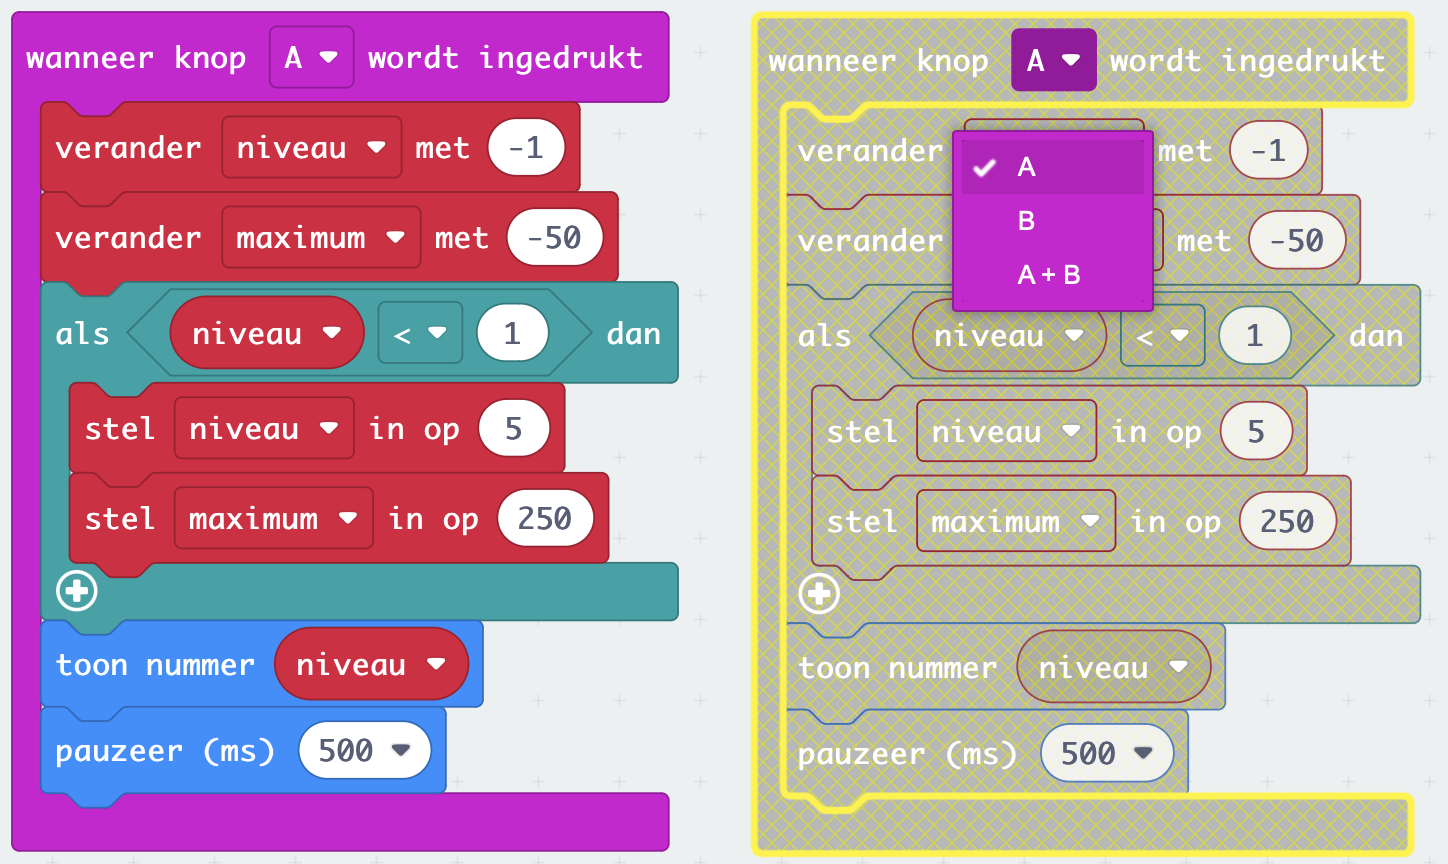 wanneer knop A wordt ingedrukt
verander niveau met -1
verander maximum met -50
als niveau < 1 dan
stel niveau in op 5
stel maximum in op 250
toon nummer niveau
pauzeer (ms) 500
wanneer knop A wordt ingedrukt
verander met -1
A
B
A + B
verander met -50
als niveau < 1 dan
stel niveau in op 5
stel maximum in op 250
toon nummer niveau
pauzeer (ms) 500